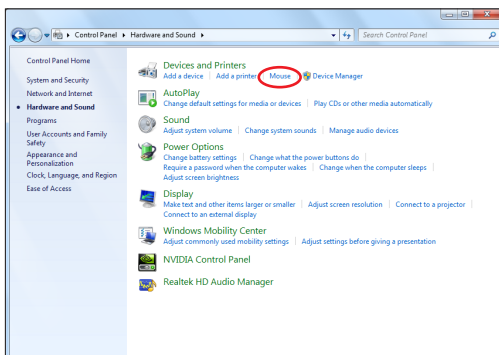 Control Panel ▸ Hardware and Sound ▸
Search Control Panel
Control Panel Home
System and Security
Network and Internet
Hardware and Sound
Programs
User Accounts and Family
Safety
Appearance and
Personalization
Clock, Language, and Region
Ease of Access
Devices and Printers
Add a device | Add a printer | Mouse | Device Manager
AutoPlay
Change default settings for media or devices | Play CDs or other media automatically
Sound
Adjust system volume | Change system sounds | Manage audio devices
Power Options
Change battery settings | Change what the power buttons do |
Require a password when the computer wakes | Change when the computer sleeps |
Adjust screen brightness
Display
Make text and other items larger or smaller | Adjust screen resolution | Connect to a projector |
Connect to an external display
Windows Mobility Center
Adjust commonly used mobility settings | Adjust settings before giving a presentation
NVIDIA Control Panel
Realtek HD Audio Manager